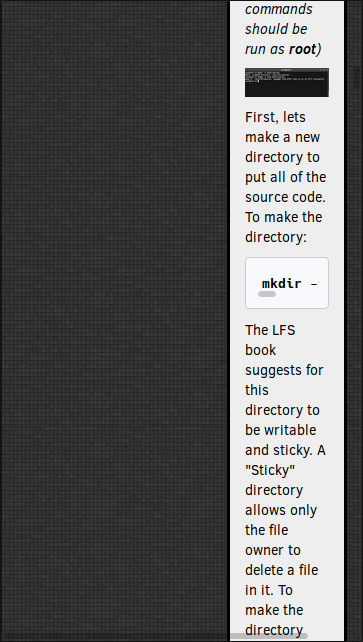 commands
should be
run as root)
First, lets
make a new
directory to
put all of the
source code.
To make the
directory:
mkdir -
The LFS
book
suggests for
this
directory to
be writable
and sticky. A
"Sticky"
directory
allows only
the file
owner to
delete a file
in it. To
make the
directory